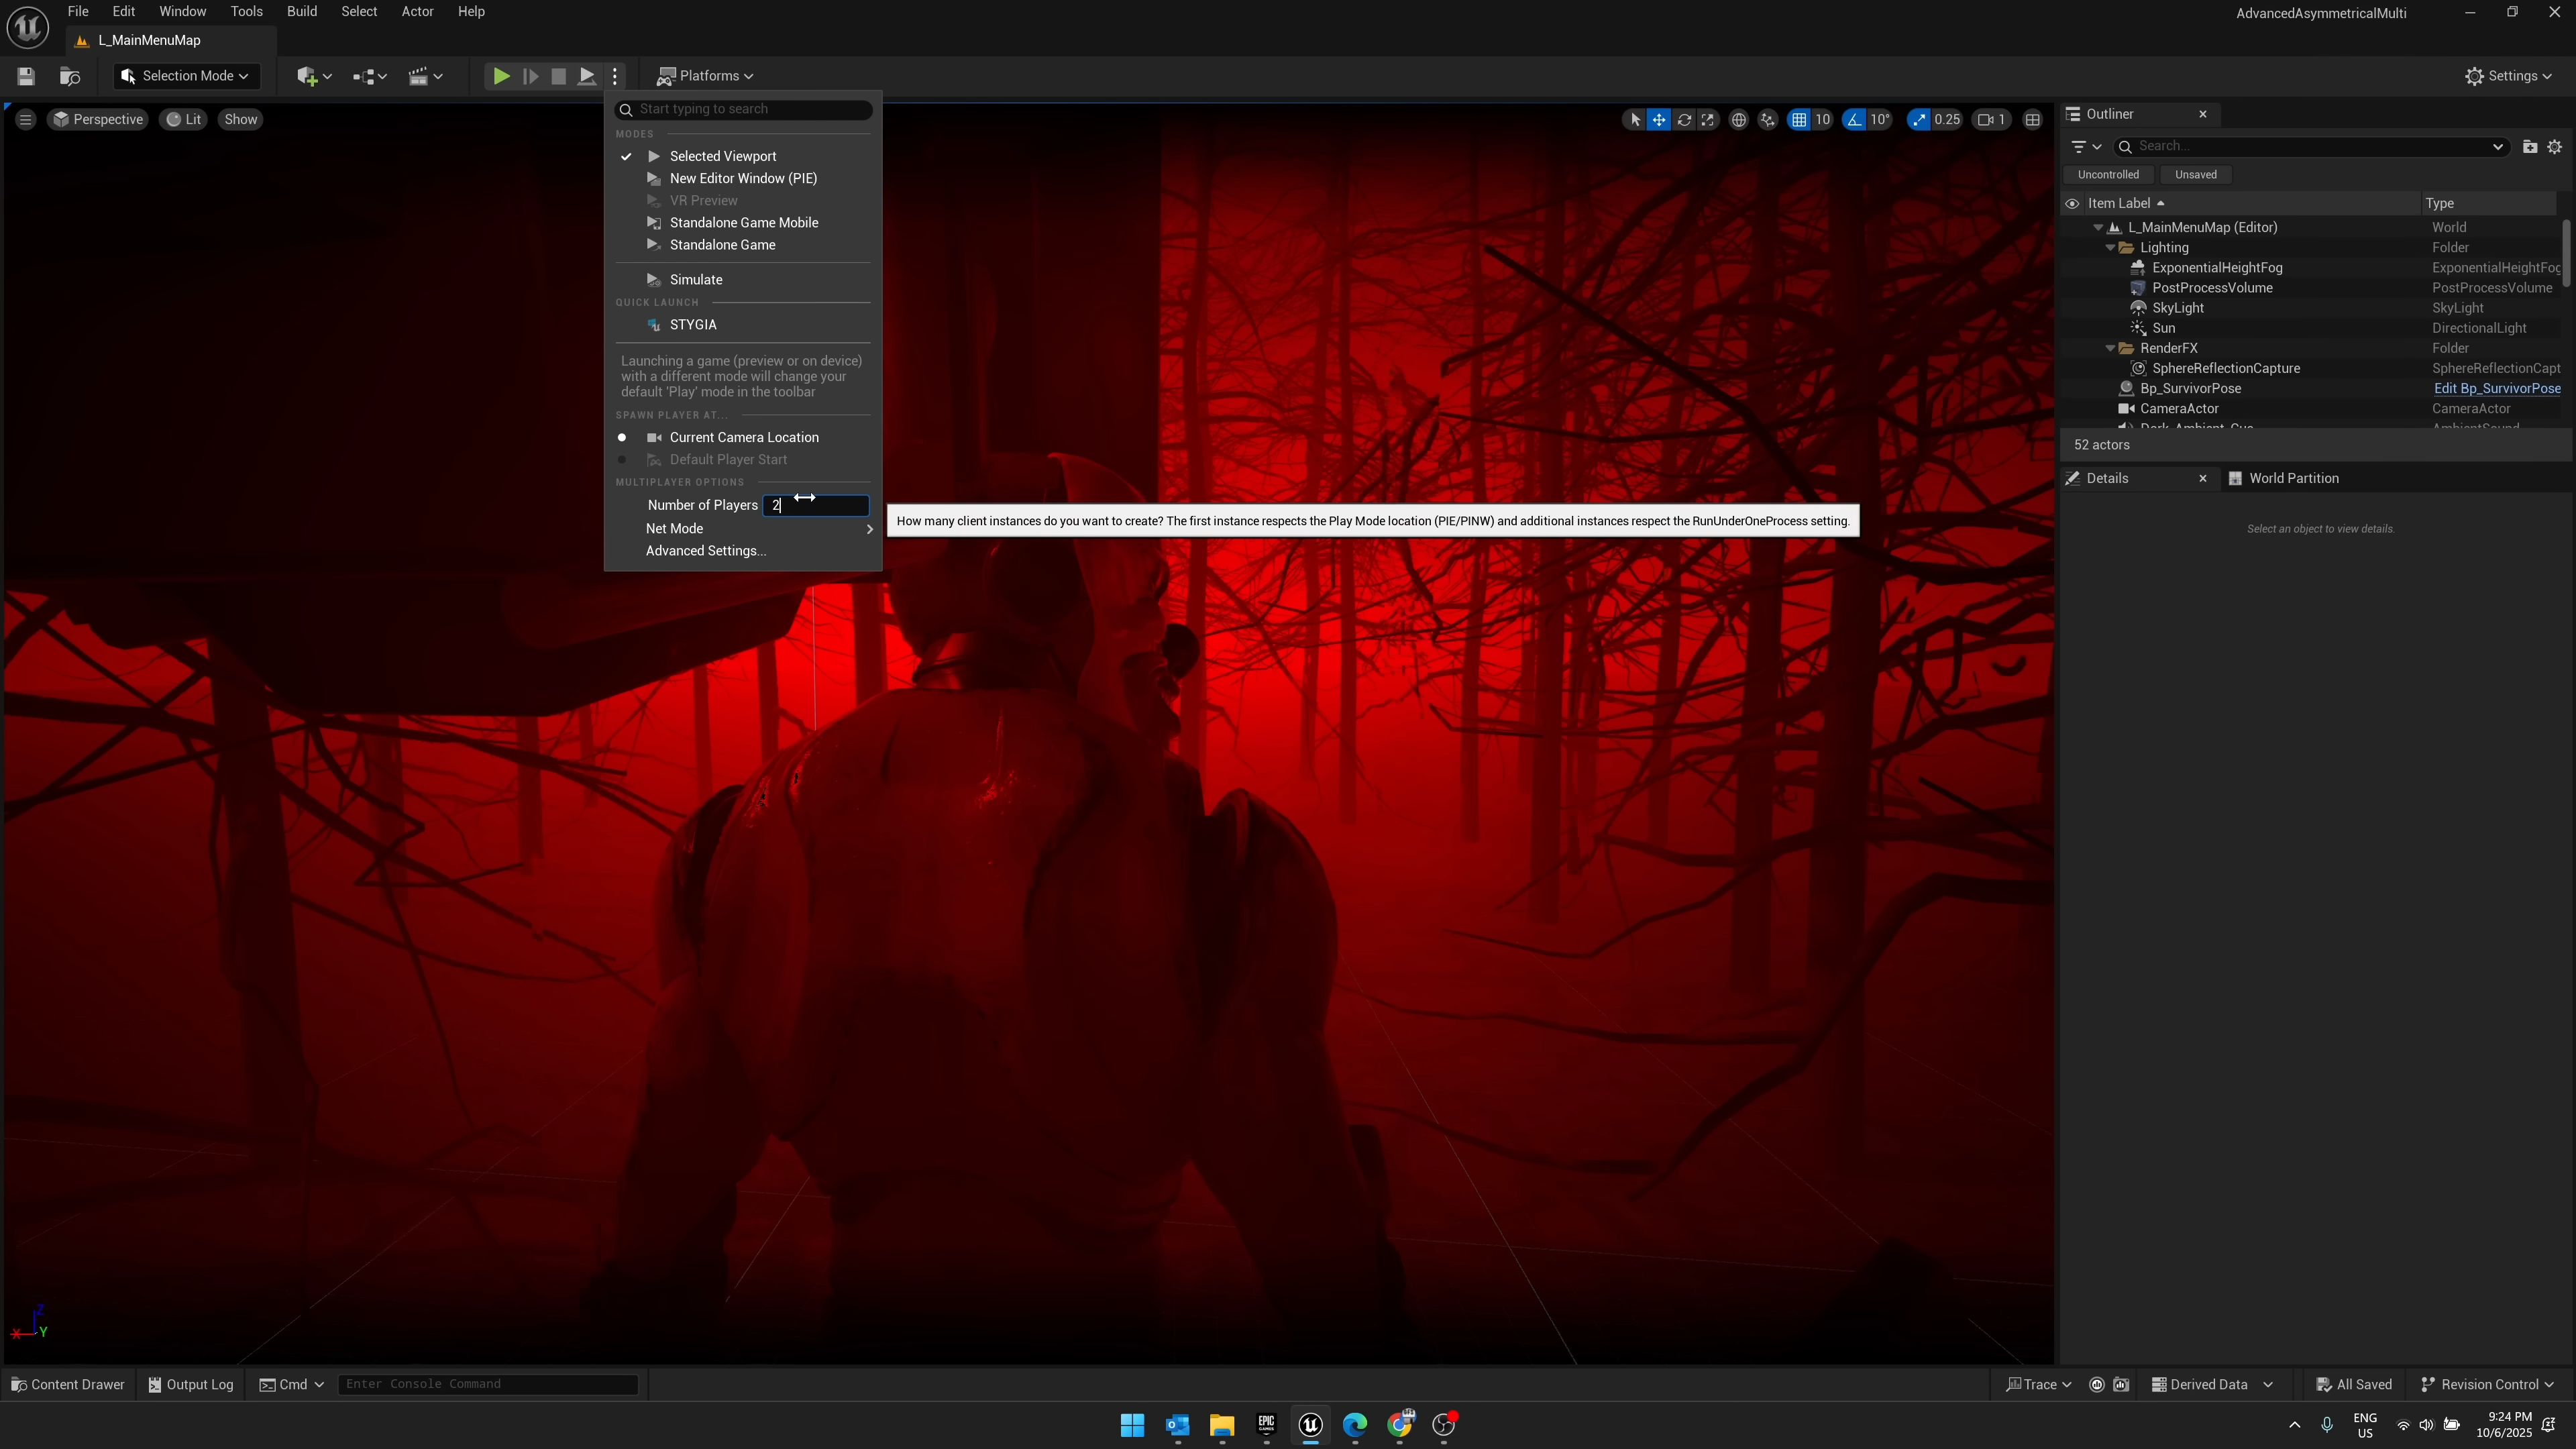 File Edit Window Tools Build Select Actor Help
AdvancedAsymmetricalMulti
L_MainMenuMap
Selection Mode
Platforms
Settings
Perspective Lit Show
10 10° 0.25 1
Start typing to search
MODES
Selected Viewport
New Editor Window (PIE)
VR Preview
Standalone Game Mobile
Standalone Game
Simulate
QUICK LAUNCH
STYGIA
Launching a game (preview or on device)
with a different mode will change your
default 'Play' mode in the toolbar
SPAWN PLAYER AT...
Current Camera Location
Default Player Start
MULTIPLAYER OPTIONS
Number of Players 2
Net Mode
Advanced Settings...
How many client instances do you want to create? The first instance respects the Play Mode location (PIE/PINW) and additional instances respect the RunUnderOneProcess setting.
Outliner
Search...
Uncontrolled Unsaved
Item Label Type
L_MainMenuMap (Editor) World
Lighting Folder
ExponentialHeightFog ExponentialHeightFog
PostProcessVolume PostProcessVolume
SkyLight SkyLight
Sun DirectionalLight
RenderFX Folder
SphereReflectionCapture SphereReflectionCapt
Bp_SurvivorPose Edit Bp_SurvivorPose
CameraActor CameraActor
52 actors
Details World Partition
Select an object to view details.
Z
X Y
Content Drawer Output Log Cmd Enter Console Command
Trace Derived Data All Saved Revision Control
EPIC
GAMES
ENG
US
9:24 PM
10/6/2025